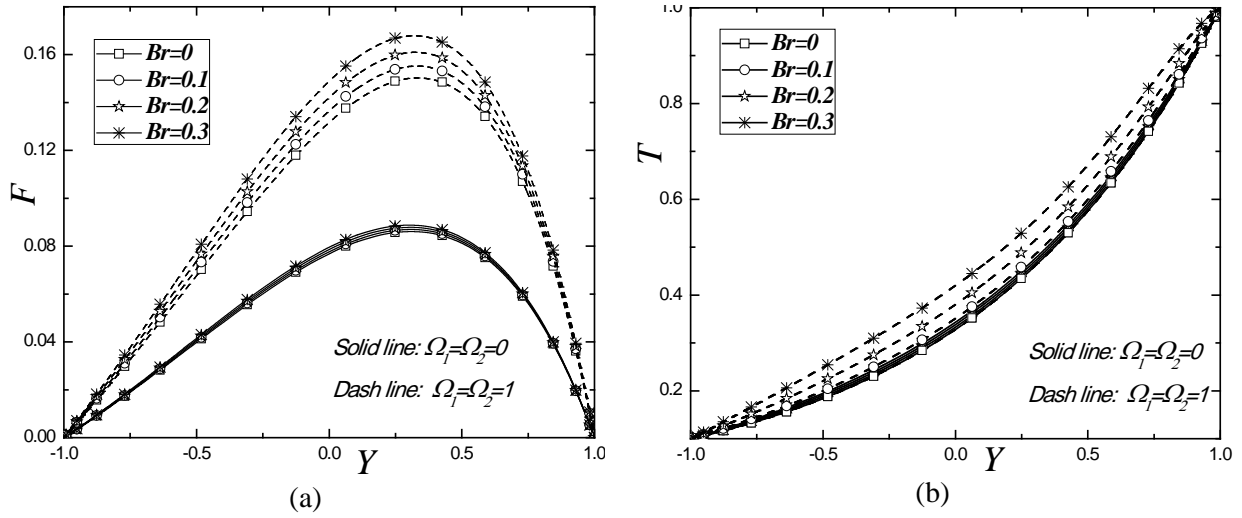 0.16
0.12
0.08
0.04
0.00
F
Br=0
Br=0.1
Br=0.2
Br=0.3
Solid line: Ω₁=Ω₂=0
Dash line: Ω₁=Ω₂=1
-1.0 -0.5 0.0 0.5 1.0
Y
(a)
1.0
0.8
0.6
0.4
0.2
T
Br=0
Br=0.1
Br=0.2
Br=0.3
Solid line: Ω₁=Ω₂=0
Dash line: Ω₁=Ω₂=1
-1.0 -0.5 0.0 0.5 1.0
Y
(b)